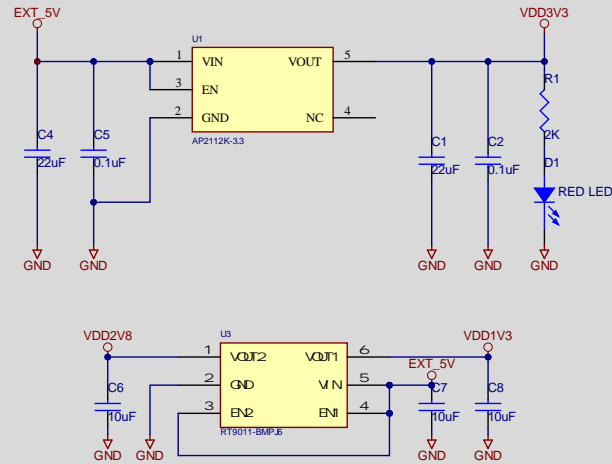 EXT_5V
VDD3V3
U1
1 VIN VOUT 5
R1
3 EN
2 GND NC 4
2K
C4
C5
AP2112K-3.3
C1
C2
22uF
0.1uF
22uF
0.1uF
D1
RED LED
GND
GND
GND
GND
GND
VDD2V8
U3
VDD1V3
1 VOUT2 VOUT1 6
EXT_5V
2 GND VIN 5
C6
C7
C8
3 EN2 EN1 4
10uF
10uF
10uF
RT9011-BMPJ6
GND
GND
GND
GND